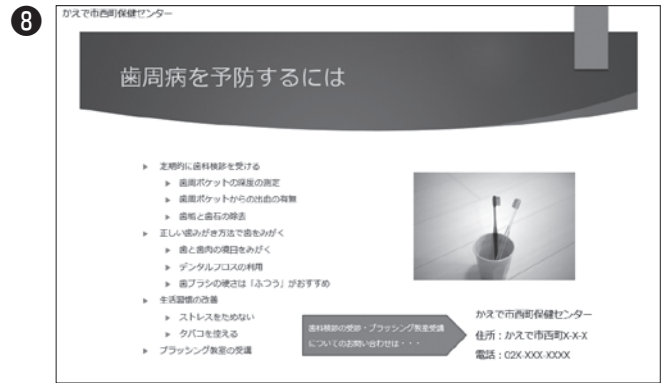 8
かえで市西町保健センター
歯周病を予防するには
定期的に歯科検診を受ける
歯周ポケットの深度の測定
歯周ポケットからの出血の有無
歯垢と歯石の除去
正しい歯みがき方法で歯をみがく
歯と歯肉の境目をみがく
デンタルフロスの利用
歯ブラシの硬さは「ふつう」がおすすめ
生活習慣の改善
ストレスをためない
タバコを控える
ブラッシング教室の受講
歯科検診の受診・ブラッシング教室受講
についてのお問い合わせは・・・
かえで市西町保健センター
住所：かえで市西町X-X-X
電話：02X-XXX-XXXX